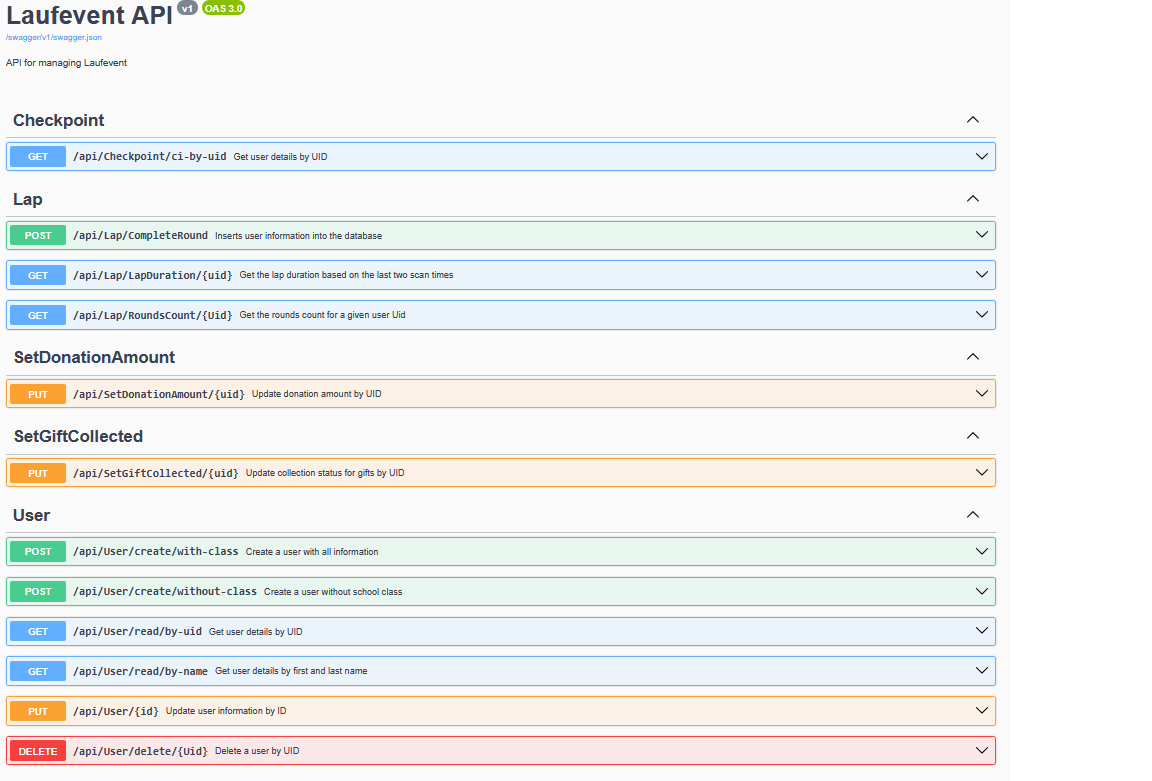 Laufevent API v1 OAS 3.0
/swagger/v1/swagger.json
API for managing Laufevent
Checkpoint
GET /api/Checkpoint/ci-by-uid Get user details by UID
Lap
POST /api/Lap/CompleteRound Inserts user information into the database
GET /api/Lap/LapDuration/{uid} Get the lap duration based on the last two scan times
GET /api/Lap/RoundsCount/{Uid} Get the rounds count for a given user Uid
SetDonationAmount
PUT /api/SetDonationAmount/{uid} Update donation amount by UID
SetGiftCollected
PUT /api/SetGiftCollected/{uid} Update collection status for gifts by UID
User
POST /api/User/create/with-class Create a user with all information
POST /api/User/create/without-class Create a user without school class
GET /api/User/read/by-uid Get user details by UID
GET /api/User/read/by-name Get user details by first and last name
PUT /api/User/{id} Update user information by ID
DELETE /api/User/delete/{Uid} Delete a user by UID